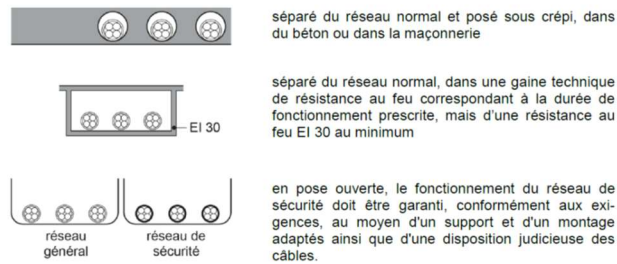 séparé du réseau normal et posé sous crépi, dans
du béton ou dans la maçonnerie
séparé du réseau normal, dans une gaine technique
de résistance au feu correspondant à la durée de
fonctionnement prescrite, mais d'une résistance au
feu EI 30 au minimum
EI 30
en pose ouverte, le fonctionnement du réseau de
sécurité doit être garanti, conformément aux exi-
gences, au moyen d'un support et d'un montage
adaptés ainsi que d'une disposition judicieuse des
câbles.
réseau
général
réseau de
sécurité